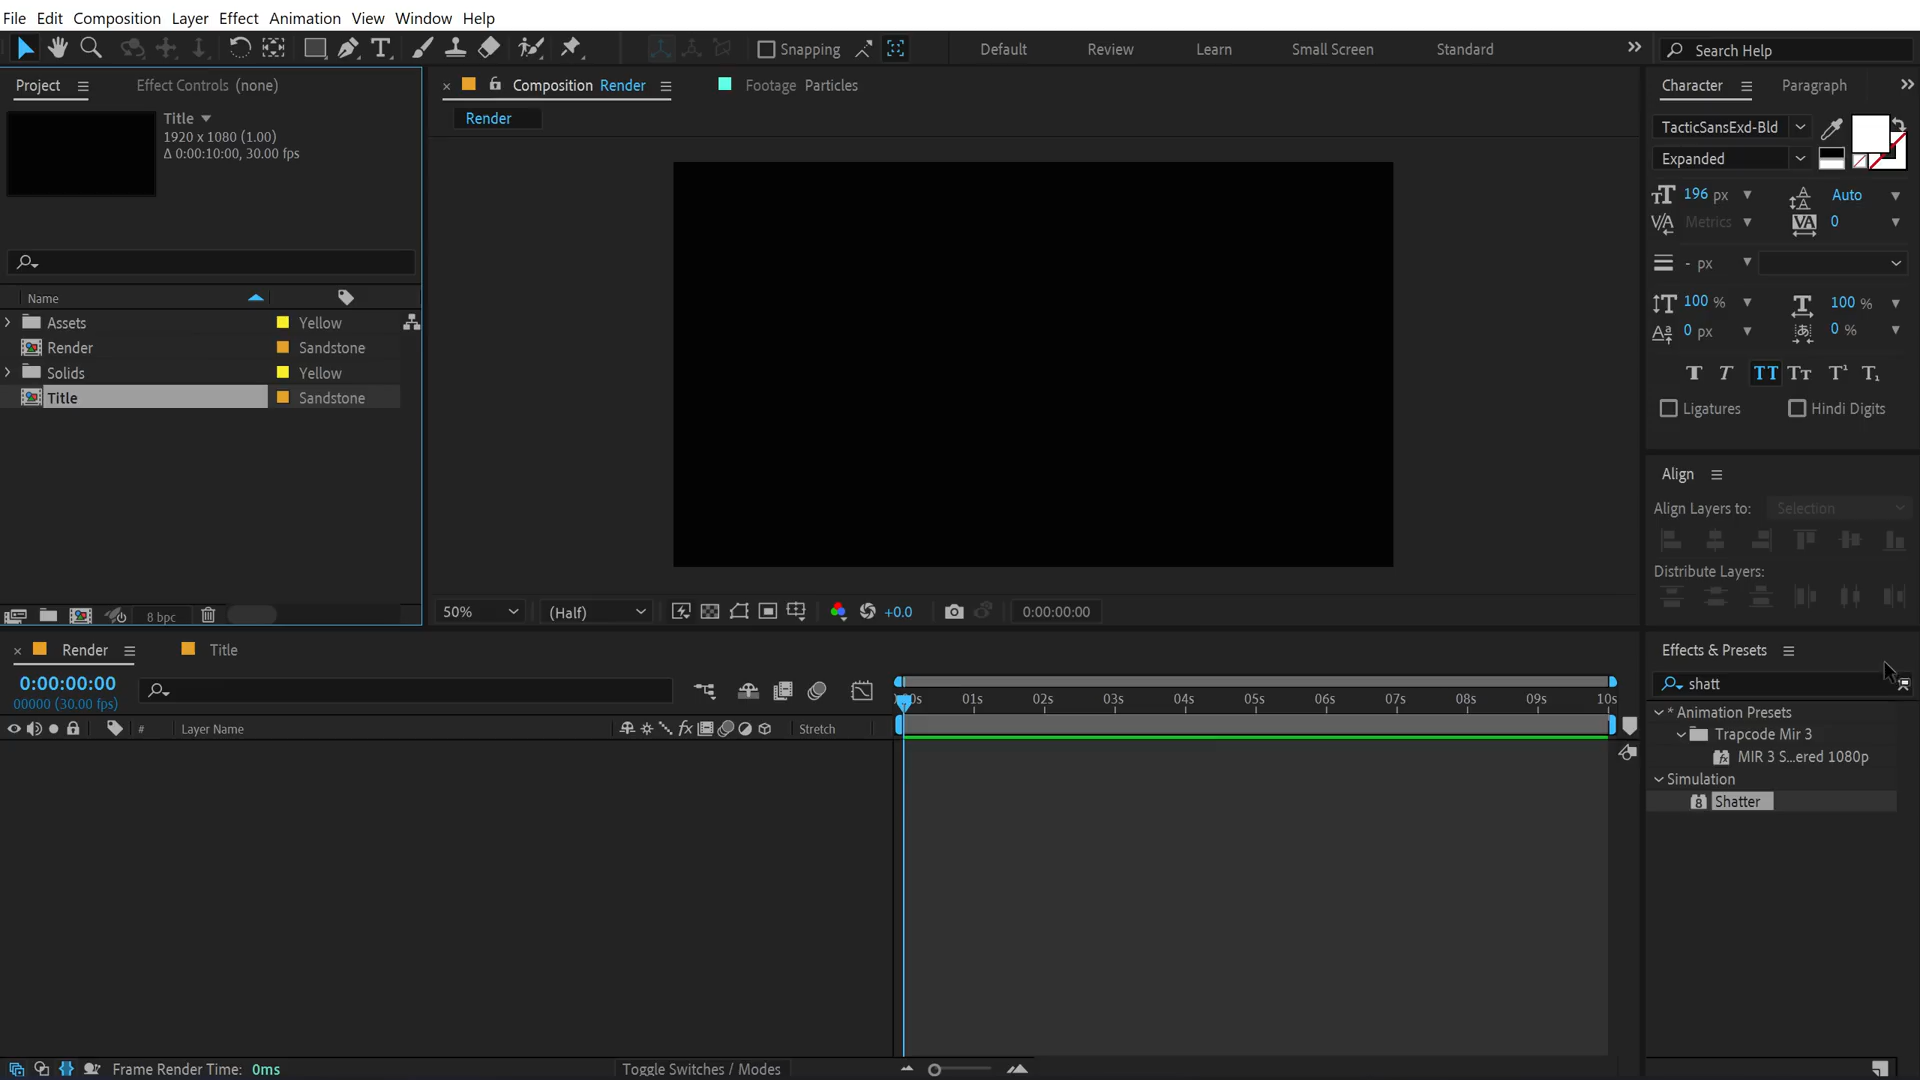 File Edit Composition Layer Effect Animation View Window Help
Snapping Default Review Learn Small Screen Standard Search Help
Project Effect Controls (none)
Title
1920 x 1080 (1.00)
Δ 0:00:10:00, 30.00 fps
Name
Assets Yellow
Render Sandstone
Solids Yellow
Title Sandstone
8 bpc
Composition Render Footage Particles
Render
50% (Half) +0.0 0:00:00:00
Character Paragraph
TacticSansExd-Bld
Expanded
196 px Auto
Metrics 0
- px
100 % 100 %
0 px 0 %
Ligatures Hindi Digits
Align
Align Layers to: Selection
Distribute Layers:
Render Title
0:00:00:00
00000 (30.00 fps)
# Layer Name Stretch
:00s 01s 02s 03s 04s 05s 06s 07s 08s 09s 10s
Effects & Presets
shatt
* Animation Presets
Trapcode Mir 3
MIR 3 S...ered 1080p
Simulation
Shatter
Frame Render Time: 0ms Toggle Switches / Modes